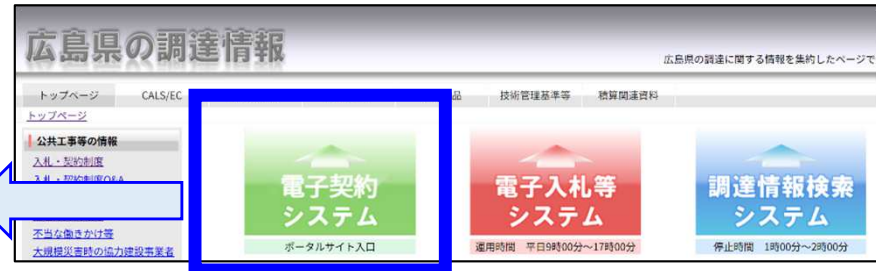 広島県の調達情報
広島県の調達に関する情報を集約したページで
トップページ CALS/EC 品 技術管理基準等 積算関連資料
トップページ
公共工事等の情報
入札・契約制度
入札・契約制度Q&A
不当な働きかけ等
大規模災害時の協力建設事業者
電子契約
システム
ポータルサイト入口
電子入札等
システム
運用時間 平日9時00分～17時00分
調達情報検索
システム
停止時間 1時00分～2時00分